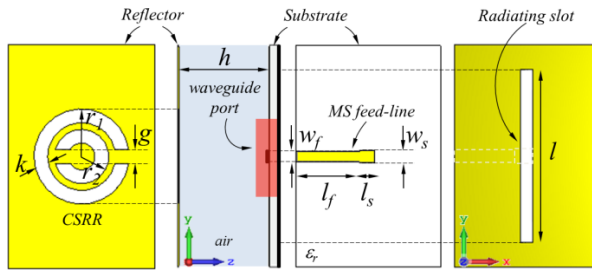 Reflector
Substrate
Radiating slot
h
waveguide
port
MS feed-line
r1
g
wf
ws
l
k
r2
lf
ls
CSRR
y
air
z
εr
y
z
x